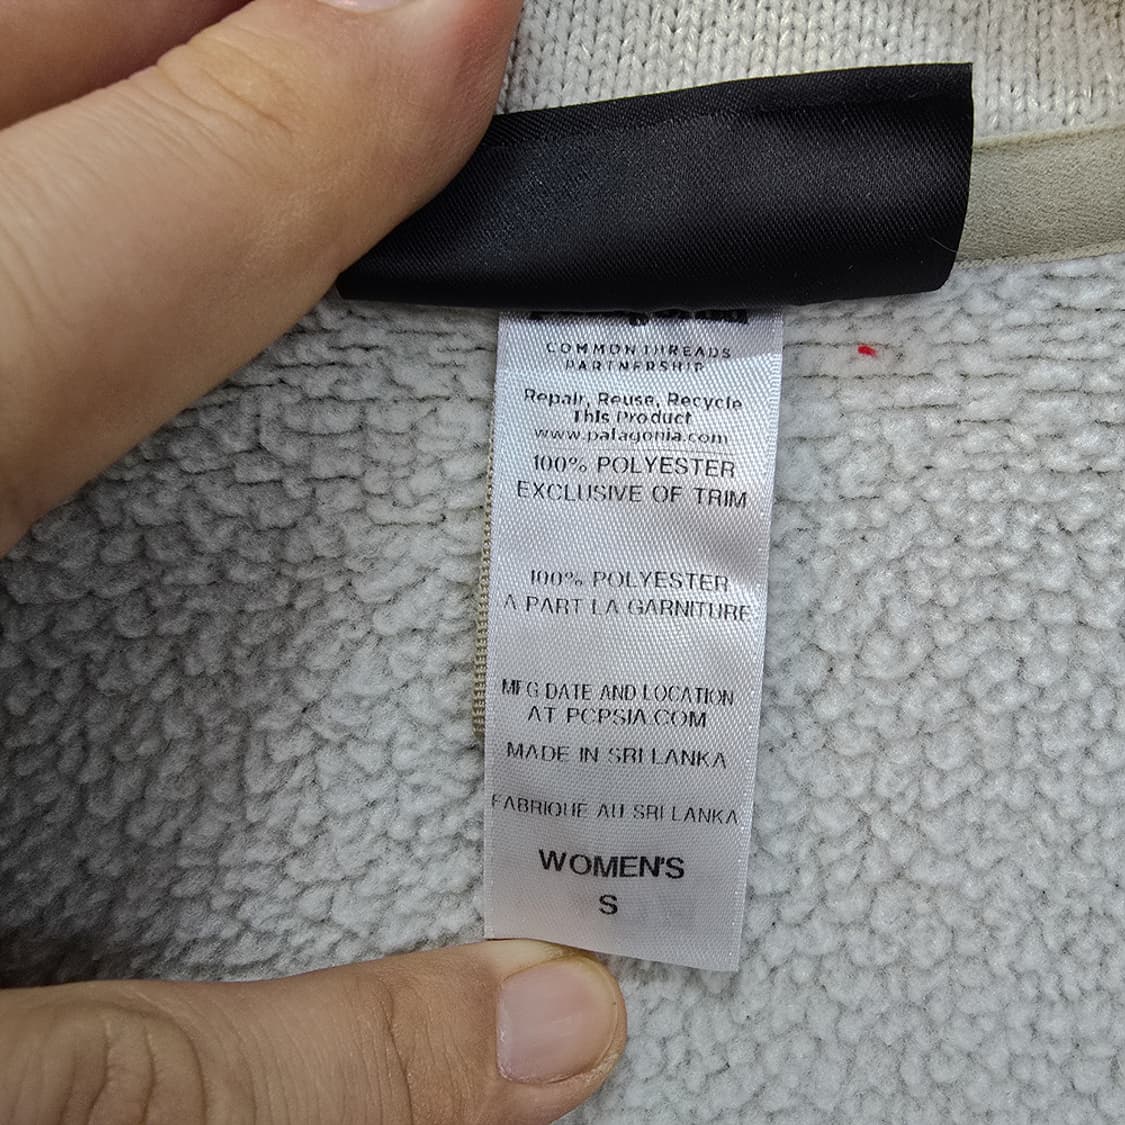 COMMON THREADS
PARTNERSHIP
Repair, Reuse, Recycle
This Product
www.patagonia.com
100% POLYESTER
EXCLUSIVE OF TRIM
100% POLYESTER
A PART LA GARNITURE
MFG DATE AND LOCATION
AT PCPSIA.COM
MADE IN SRI LANKA
FABRIQUE AU SRI LANKA
WOMEN'S
S